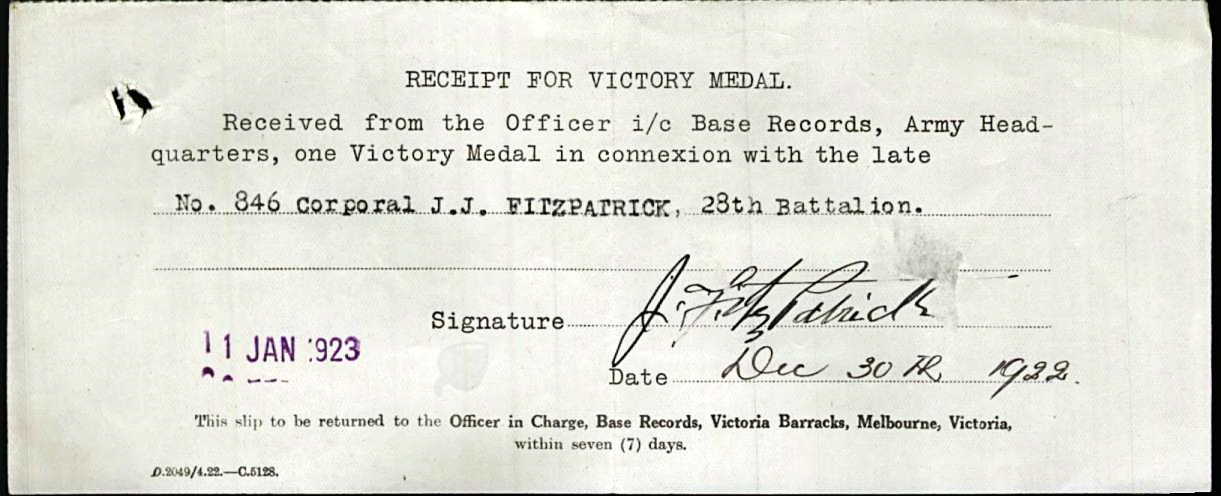 RECEIPT FOR VICTORY MEDAL.
Received from the Officer i/c Base Records, Army Head-
quarters, one Victory Medal in connexion with the late
No. 846 Corporal J.J. FITZPATRICK, 28th Battalion.
Signature J. FitzPatrick
11 JAN 1923
Date Dec 30 th 1922.
This slip to be returned to the Officer in Charge, Base Records, Victoria Barracks, Melbourne, Victoria,
within seven (7) days.
D.2049/4.22.—C.5128.